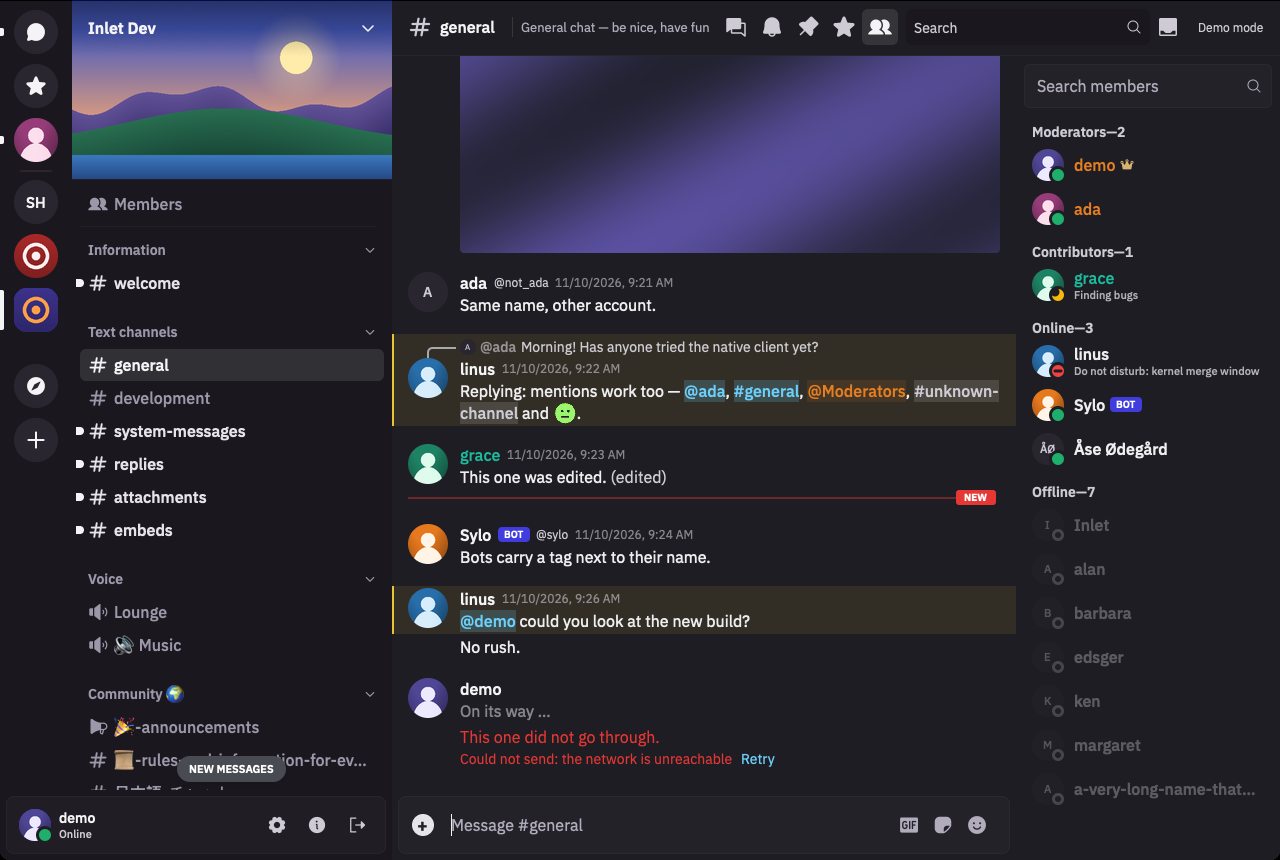 Inlet Dev
SH
Members
Information
# welcome
Text channels
# general
# development
# system-messages
# replies
# attachments
# embeds
Voice
Lounge
🔊 Music
Community 🌍
🎉-announcements
# 📜-rules-
tion-for-ev...
NEW MESSAGES
demo
Online
# general
General chat — be nice, have fun
Search
Demo mode
A
ada @not_ada 11/10/2026, 9:21 AM
Same name, other account.
A @ada Morning! Has anyone tried the native client yet?
linus 11/10/2026, 9:22 AM
Replying: mentions work too — @ada, #general, @Moderators, #unknown-
channel and 😐.
grace 11/10/2026, 9:23 AM
This one was edited. (edited)
NEW
Sylo BOT @sylo 11/10/2026, 9:24 AM
Bots carry a tag next to their name.
linus 11/10/2026, 9:26 AM
@demo could you look at the new build?
No rush.
demo
On its way ...
This one did not go through.
Could not send: the network is unreachable Retry
Message #general
GIF
Search members
Moderators—2
demo
ada
Contributors—1
grace
🌙 Finding bugs
Online—3
linus
Do not disturb: kernel merge window
Sylo BOT
ÅØ Åse Ødegård
Offline—7
I Inlet
A alan
B barbara
E edsger
K ken
M margaret
A a-very-long-name-that...